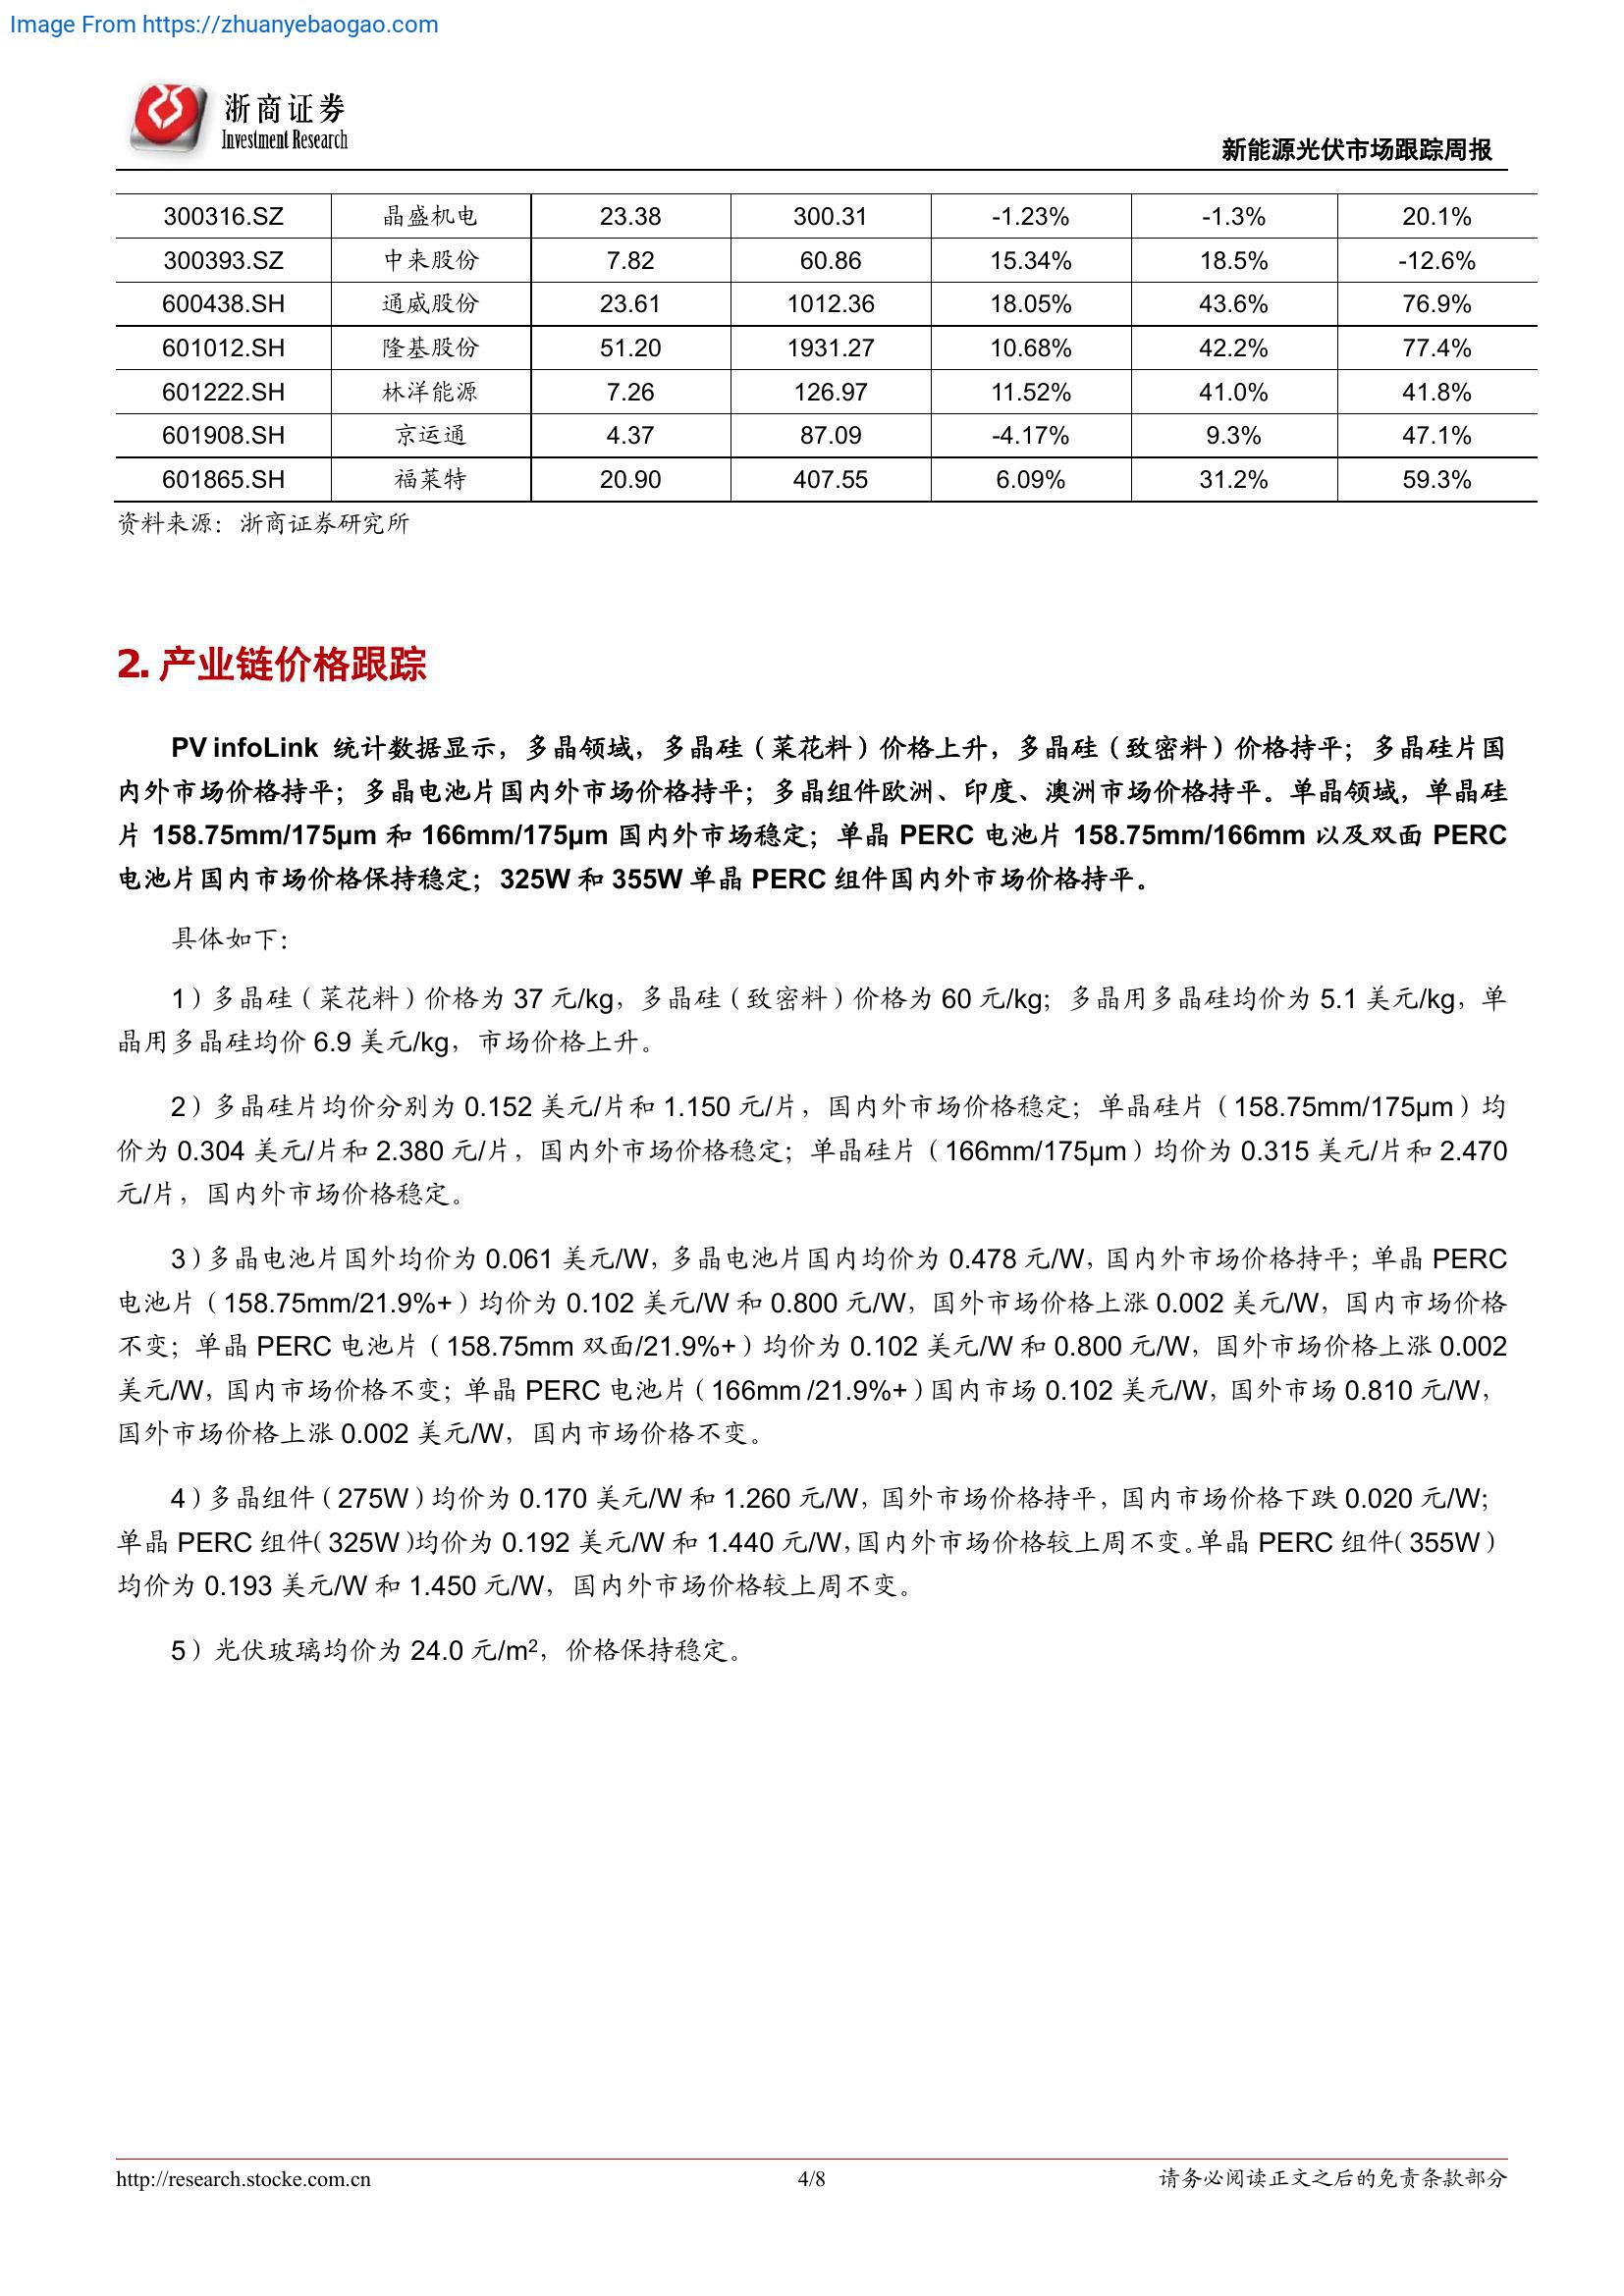 Image From https://zhuanyebaogao.com
浙商证券
Investment Research
新能源光伏市场跟踪周报
300316.SZ 晶盛机电 23.38 300.31 -1.23% -1.3% 20.1%
300393.SZ 中来股份 7.82 60.86 15.34% 18.5% -12.6%
600438.SH 通威股份 23.61 1012.36 18.05% 43.6% 76.9%
601012.SH 隆基股份 51.20 1931.27 10.68% 42.2% 77.4%
601222.SH 林洋能源 7.26 126.97 11.52% 41.0% 41.8%
601908.SH 京运通 4.37 87.09 -4.17% 9.3% 47.1%
601865.SH 福莱特 20.90 407.55 6.09% 31.2% 59.3%
资料来源：浙商证券研究所
2. 产业链价格跟踪
PV infoLink 统计数据显示，多晶领域，多晶硅（菜花料）价格上升，多晶硅（致密料）价格持平；多晶硅片国
内外市场价格持平；多晶电池片国内外市场价格持平；多晶组件欧洲、印度、澳洲市场价格持平。单晶领域，单晶硅
片 158.75mm/175μm 和 166mm/175μm 国内外市场稳定；单晶 PERC 电池片 158.75mm/166mm 以及双面 PERC
电池片国内市场价格保持稳定；325W 和 355W 单晶 PERC 组件国内外市场价格持平。
具体如下：
1）多晶硅（菜花料）价格为 37 元/kg，多晶硅（致密料）价格为 60 元/kg；多晶用多晶硅均价为 5.1 美元/kg，单
晶用多晶硅均价 6.9 美元/kg，市场价格上升。
2）多晶硅片均价分别为 0.152 美元/片和 1.150 元/片，国内外市场价格稳定；单晶硅片（158.75mm/175μm）均
价为 0.304 美元/片和 2.380 元/片，国内外市场价格稳定；单晶硅片（166mm/175μm）均价为 0.315 美元/片和 2.470
元/片，国内外市场价格稳定。
3）多晶电池片国外均价为 0.061 美元/W，多晶电池片国内均价为 0.478 元/W，国内外市场价格持平；单晶 PERC
电池片（158.75mm/21.9%+）均价为 0.102 美元/W 和 0.800 元/W，国外市场价格上涨 0.002 美元/W，国内市场价格
不变；单晶 PERC 电池片（158.75mm 双面/21.9%+）均价为 0.102 美元/W 和 0.800 元/W，国外市场价格上涨 0.002
美元/W，国内市场价格不变；单晶 PERC 电池片（166mm /21.9%+）国内市场 0.102 美元/W，国外市场 0.810 元/W，
国外市场价格上涨 0.002 美元/W，国内市场价格不变。
4）多晶组件（275W）均价为 0.170 美元/W 和 1.260 元/W，国外市场价格持平，国内市场价格下跌 0.020 元/W；
单晶 PERC 组件（325W）均价为 0.192 美元/W 和 1.440 元/W，国内外市场价格较上周不变。单晶 PERC 组件（355W）
均价为 0.193 美元/W 和 1.450 元/W，国内外市场价格较上周不变。
5）光伏玻璃均价为 24.0 元/m²，价格保持稳定。
http://research.stocke.com.cn 4/8 请务必阅读正文之后的免责条款部分